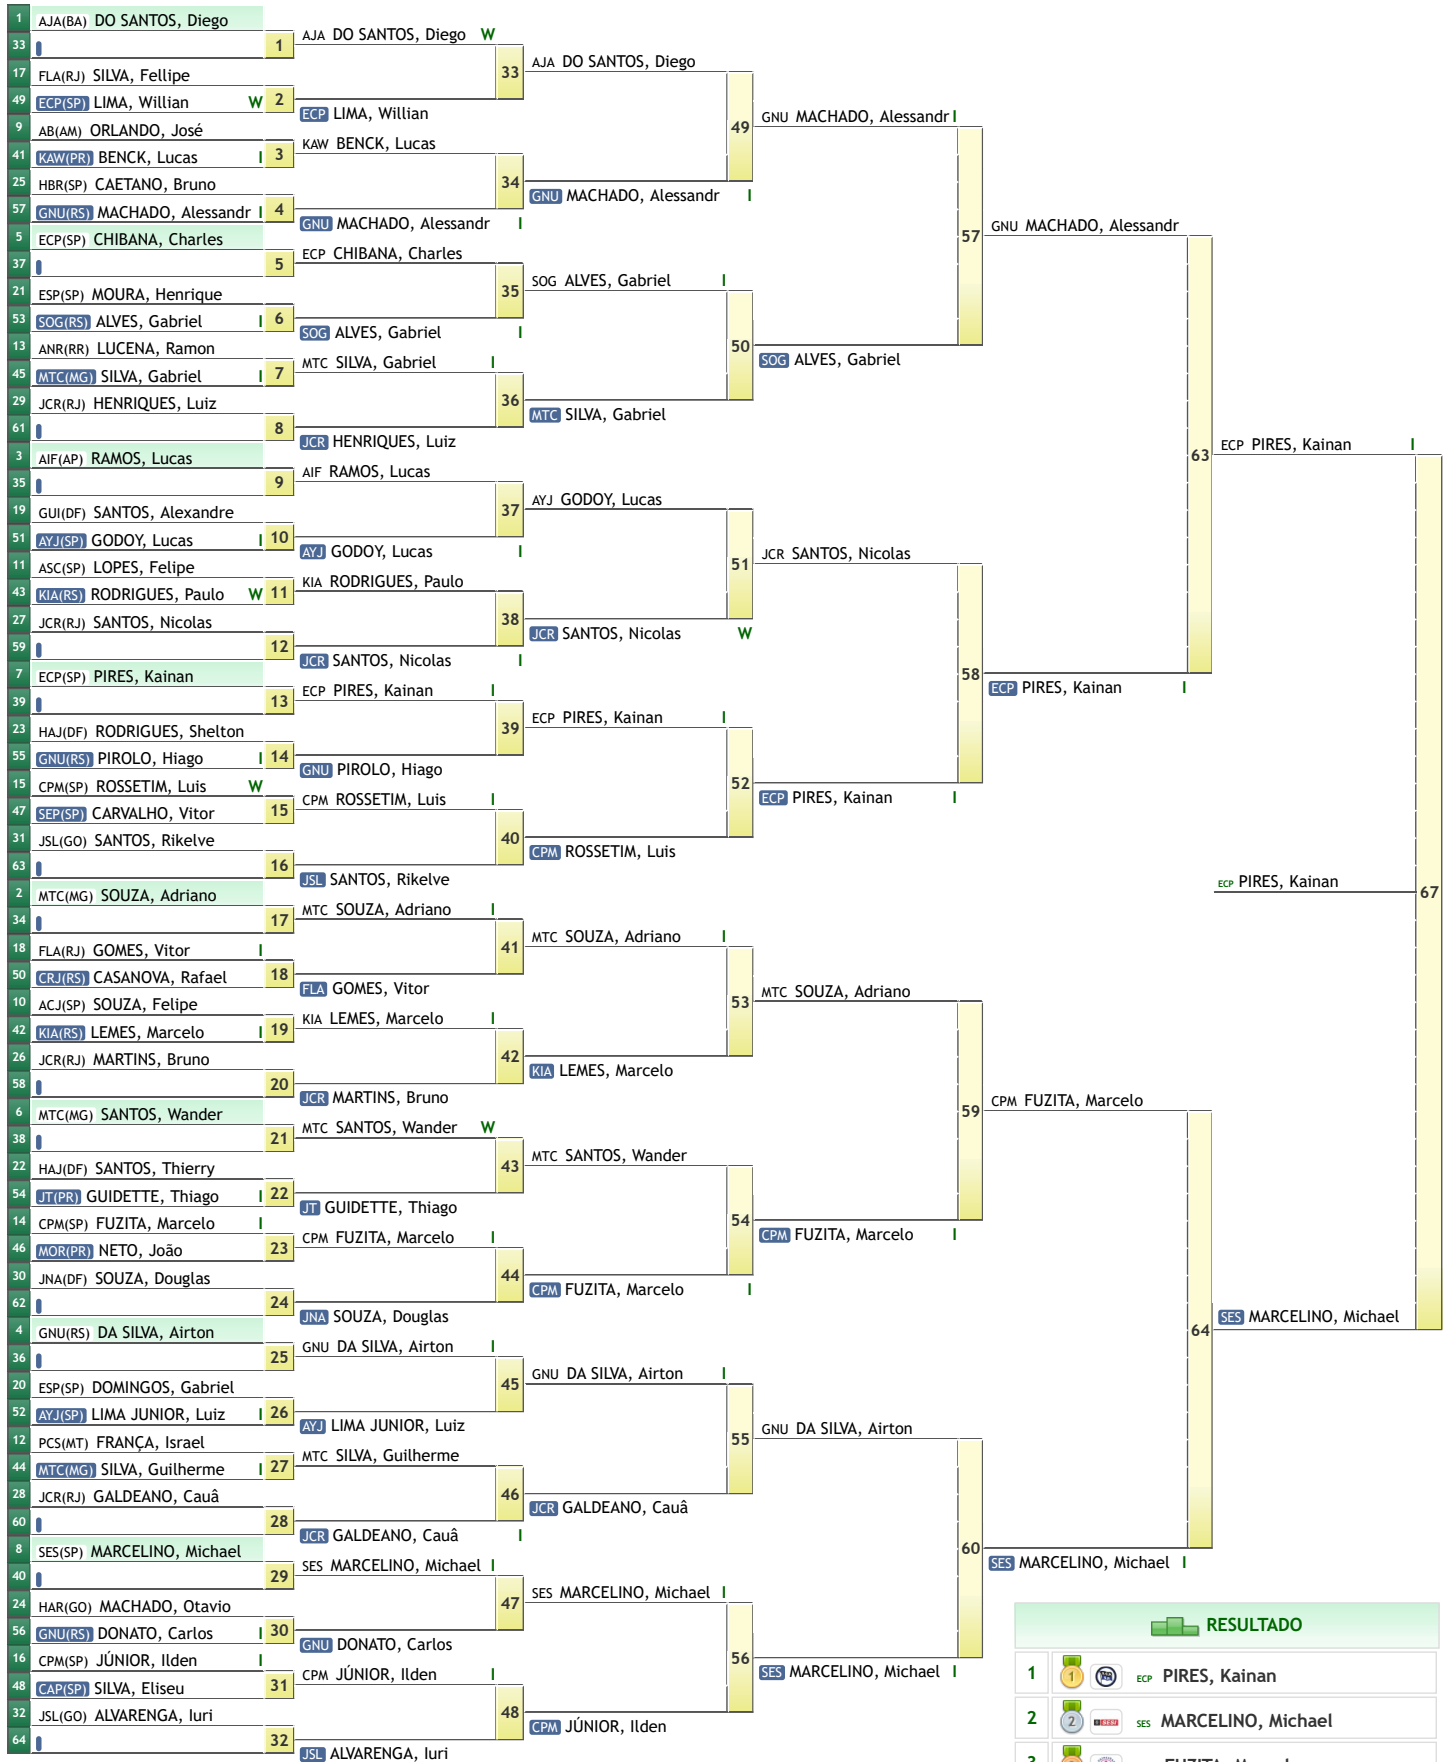 1 AJA(BA) DO SANTOS, Diego
33
1
17 FLA(RJ) SILVA, Fellipe
49 ECP(SP) LIMA, Willian W
2
9 AB(AM) ORLANDO, José
41 KAW(PR) BENCK, Lucas I
3
25 HBR(SP) CAETANO, Bruno
57 GNU(RS) MACHADO, Alessandr I
4
5 ECP(SP) CHIBANA, Charles
37
5
21 ESP(SP) MOURA, Henrique
53 SOG(RS) ALVES, Gabriel I
6
13 ANR(RR) LUCENA, Ramon
45 MTC(MG) SILVA, Gabriel I
7
29 JCR(RJ) HENRIQUES, Luiz
61
8
3 AIF(AP) RAMOS, Lucas
35
9
19 GUI(DF) SANTOS, Alexandre
51 AYJ(SP) GODOY, Lucas I
10
11 ASC(SP) LOPES, Felipe
43 KIA(RS) RODRIGUES, Paulo W
11
27 JCR(RJ) SANTOS, Nicolas
59
12
7 ECP(SP) PIRES, Kainan
39
13
23 HAJ(DF) RODRIGUES, Shelton
55 GNU(RS) PIROLO, Hiago I
14
15 CPM(SP) ROSSETIM, Luis W
47 SEP(SP) CARVALHO, Vitor
15
31 JSL(GO) SANTOS, Rikelve
63
16
2 MTC(MG) SOUZA, Adriano
34
17
18 FLA(RJ) GOMES, Vitor I
50 CRJ(RS) CASANOVA, Rafael
18
10 ACJ(SP) SOUZA, Felipe
42 KIA(RS) LEMES, Marcelo I
19
26 JCR(RJ) MARTINS, Bruno
58
20
6 MTC(MG) SANTOS, Wander
38
21
22 HAJ(DF) SANTOS, Thierry
54 JT(PR) GUIDETTE, Thiago I
22
14 CPM(SP) FUZITA, Marcelo I
46 MOR(PR) NETO, João
23
30 JNA(DF) SOUZA, Douglas
62
24
4 GNU(RS) DA SILVA, Airton
36
25
20 ESP(SP) DOMINGOS, Gabriel
52 AYJ(SP) LIMA JUNIOR, Luiz I
26
12 PCS(MT) FRANÇA, Israel
44 MTC(MG) SILVA, Guilherme I
27
28 JCR(RJ) GALDEANO, Cauâ
60
28
8 SES(SP) MARCELINO, Michael
40
29
24 HAR(GO) MACHADO, Otavio
56 GNU(RS) DONATO, Carlos I
30
16 CPM(SP) JÚNIOR, Ilden I
48 CAP(SP) SILVA, Eliseu
31
32 JSL(GO) ALVARENGA, Iuri
64
32
AJA DO SANTOS, Diego W
33
ECP LIMA, Willian
KAW BENCK, Lucas
34
GNU MACHADO, Alessandr I
ECP CHIBANA, Charles
35
SOG ALVES, Gabriel I
MTC SILVA, Gabriel I
36
JCR HENRIQUES, Luiz
AIF RAMOS, Lucas
37
AYJ GODOY, Lucas I
KIA RODRIGUES, Paulo
38
JCR SANTOS, Nicolas I
ECP PIRES, Kainan I
39
GNU PIROLO, Hiago
CPM ROSSETIM, Luis I
40
JSL SANTOS, Rikelve
MTC SOUZA, Adriano I
41
FLA GOMES, Vitor
KIA LEMES, Marcelo I
42
JCR MARTINS, Bruno
MTC SANTOS, Wander W
43
JT GUIDETTE, Thiago
CPM FUZITA, Marcelo I
44
JNA SOUZA, Douglas
GNU DA SILVA, Airton I
45
AYJ LIMA JUNIOR, Luiz
MTC SILVA, Guilherme
46
JCR GALDEANO, Cauâ I
SES MARCELINO, Michael I
47
GNU DONATO, Carlos
CPM JÚNIOR, Ilden I
48
JSL ALVARENGA, Iuri
AJA DO SANTOS, Diego
49
GNU MACHADO, Alessandr I
SOG ALVES, Gabriel I
50
MTC SILVA, Gabriel
AYJ GODOY, Lucas
51
JCR SANTOS, Nicolas W
ECP PIRES, Kainan I
52
CPM ROSSETIM, Luis
MTC SOUZA, Adriano I
53
KIA LEMES, Marcelo
MTC SANTOS, Wander
54
CPM FUZITA, Marcelo I
GNU DA SILVA, Airton I
55
JCR GALDEANO, Cauâ
SES MARCELINO, Michael I
56
CPM JÚNIOR, Ilden
GNU MACHADO, Alessandr I
57
SOG ALVES, Gabriel
JCR SANTOS, Nicolas
58
ECP PIRES, Kainan I
MTC SOUZA, Adriano
59
CPM FUZITA, Marcelo I
GNU DA SILVA, Airton
60
SES MARCELINO, Michael I
GNU MACHADO, Alessandr
63
ECP PIRES, Kainan I
CPM FUZITA, Marcelo
64
SES MARCELINO, Michael I
ECP PIRES, Kainan I
ECP PIRES, Kainan
67
SES MARCELINO, Michael
RESULTADO
1 1 ECP PIRES, Kainan
2 2 SES MARCELINO, Michael